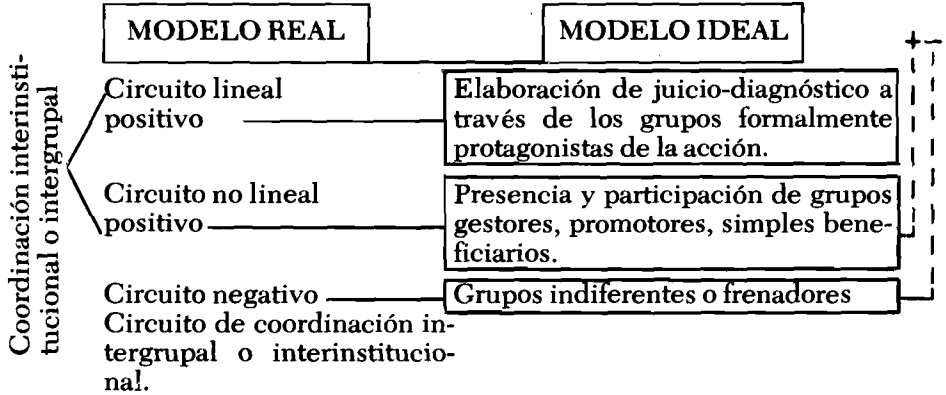 MODELO REAL
MODELO IDEAL
+ –
Coordinación interinsti-
tucional o intergrupal
Circuito lineal
positivo
Elaboración de juicio-diagnóstico a
través de los grupos formalmente
protagonistas de la acción.
Circuito no lineal
positivo
Presencia y participación de grupos
gestores, promotores, simples bene-
ficiarios.
Circuito negativo
Grupos indiferentes o frenadores
Circuito de coordinación in-
tergrupal o interinstitucio-
nal.